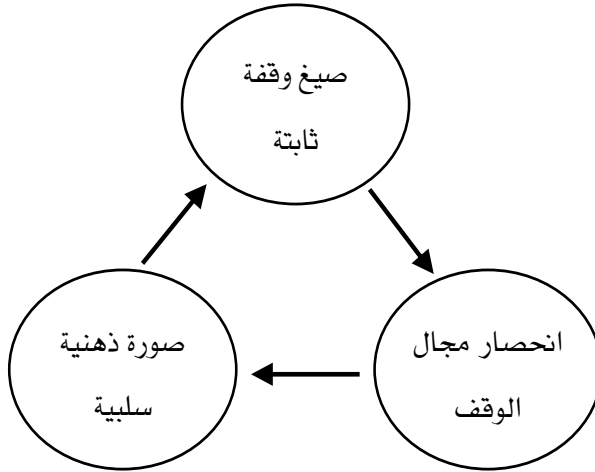 صيغ وقفة
ثابتة
انحصار مجال
الوقف
صورة ذهنية
سلبية